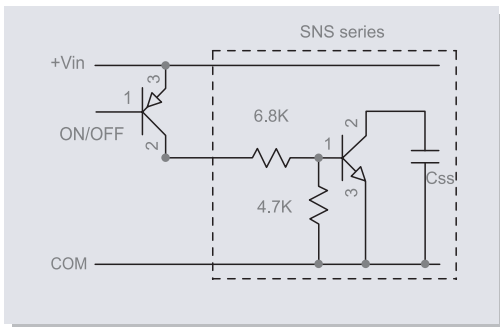 SNS series
+Vin
3
1
ON/OFF
2
6.8K
1
2
3
4.7K
Css
COM